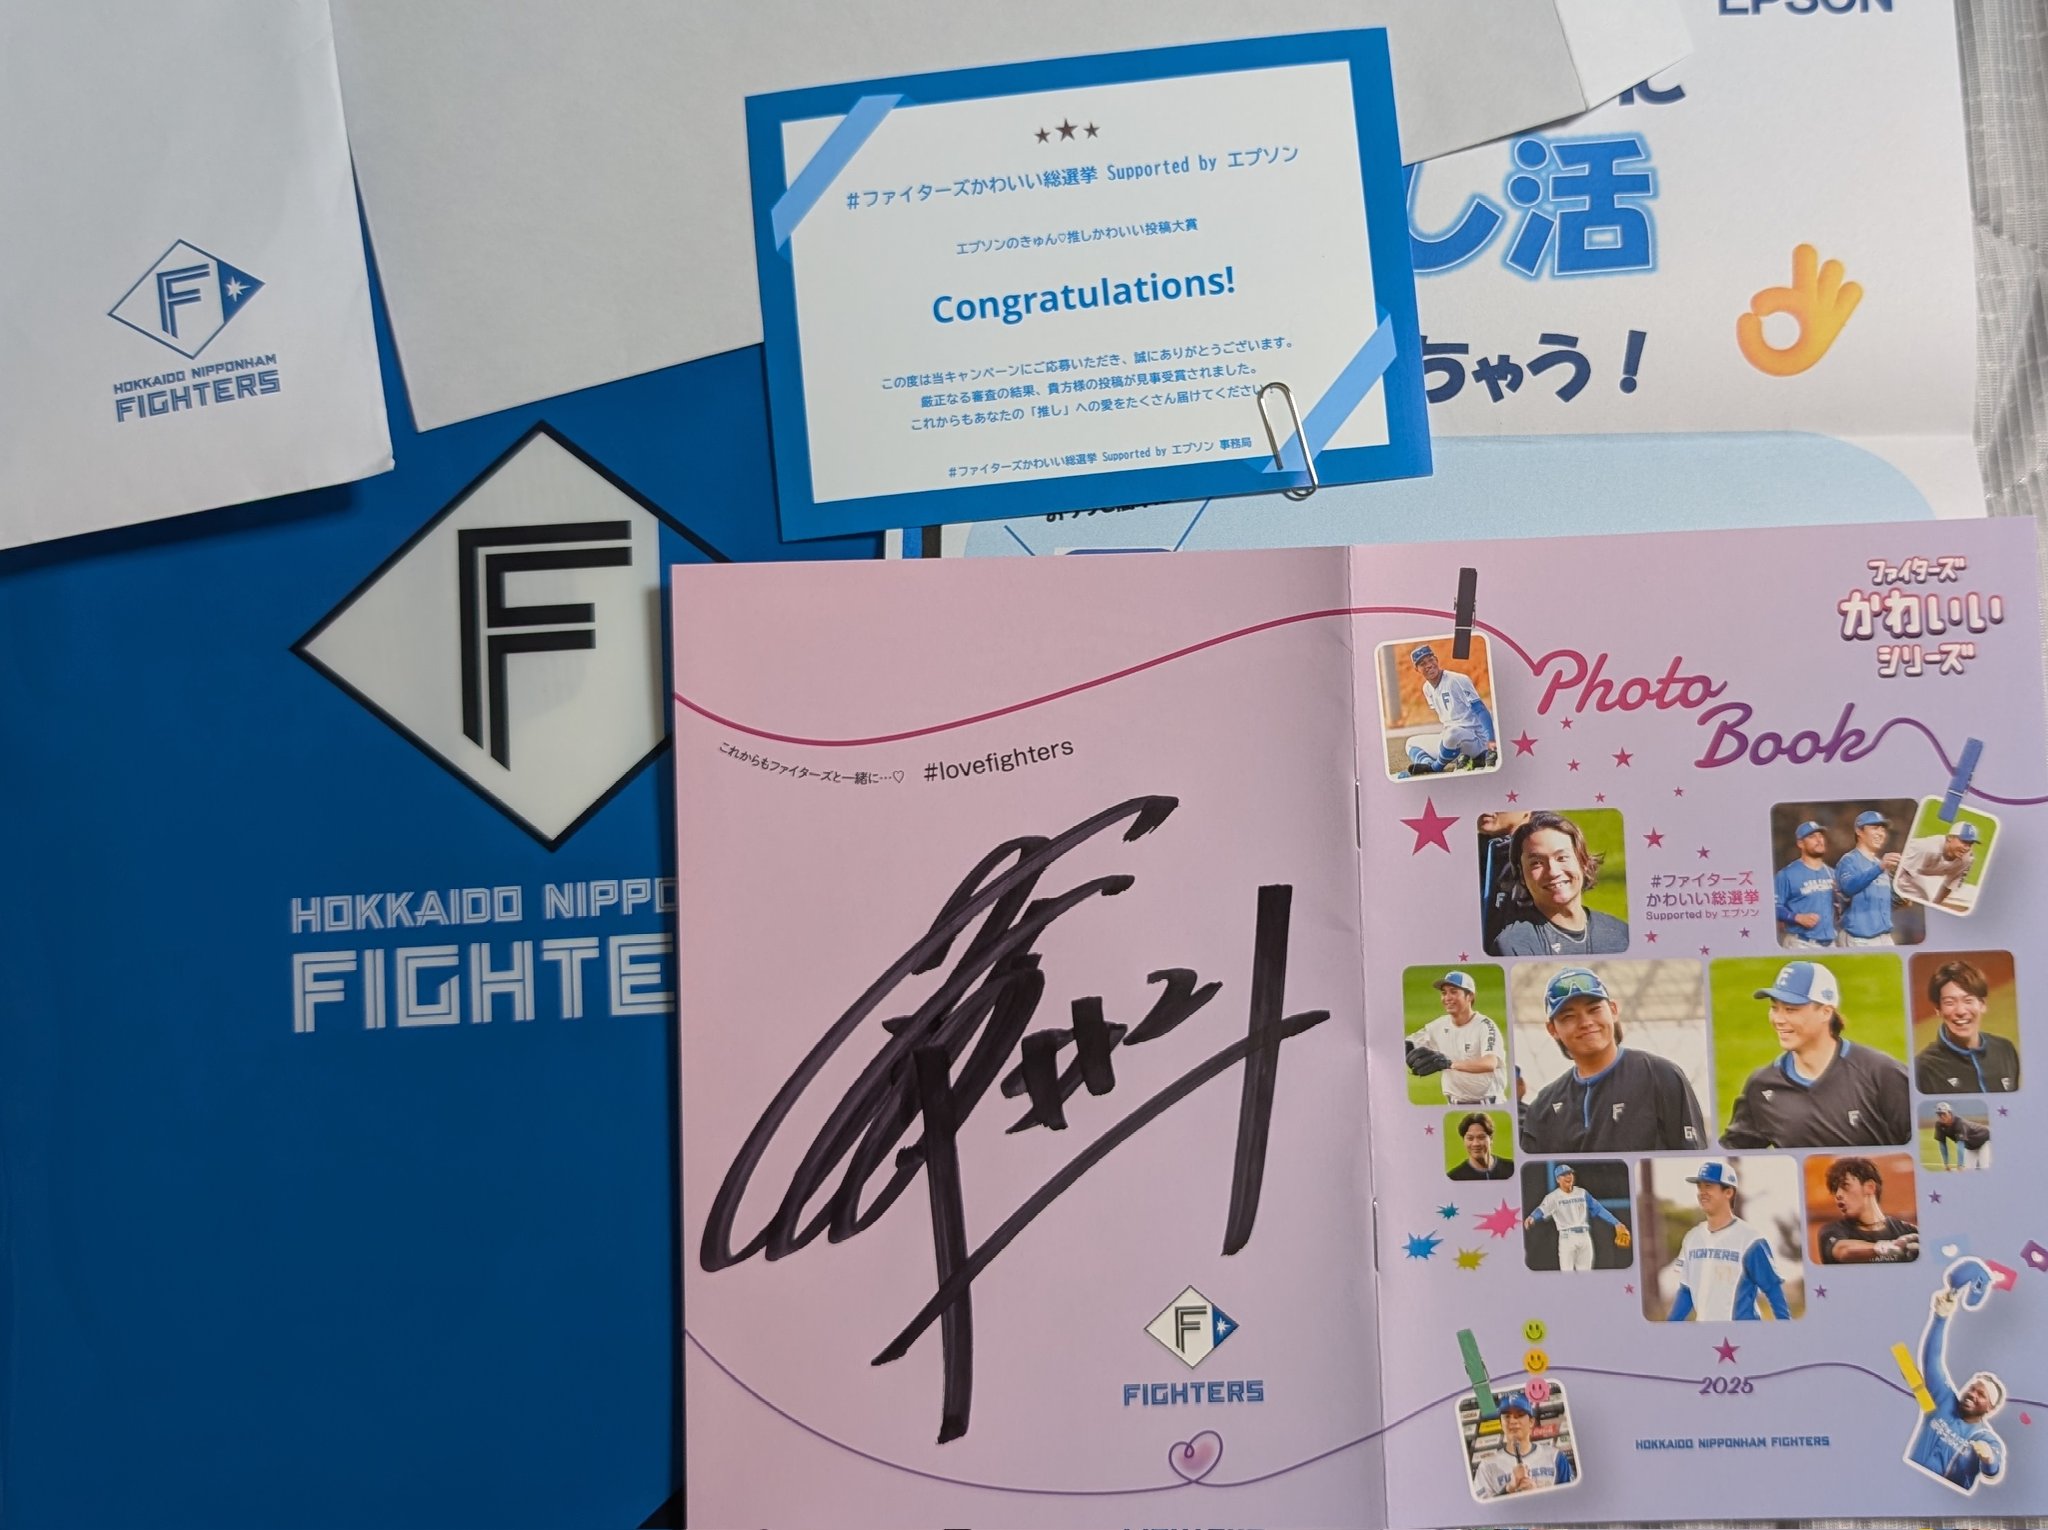 EPSON
に
し活
ちゃう！
F
HOKKAIDO NIPPONHAM
FIGHTERS
★★★
#ファイターズかわいい総選挙 Supported by エプソン
エプソンのきゅん♡推しかわいい投稿大賞
Congratulations!
この度は当キャンペーンにご応募いただき、誠にありがとうございます。
厳正なる審査の結果、貴方様の投稿が見事受賞されました。
これからもあなたの「推し」への愛をたくさん届けてください！
#ファイターズかわいい総選挙 Supported by エプソン 事務局
F
HOKKAIDO NIPPO
FIGHTE
これからもファイターズと一緒に…♡ #lovefighters
F
FIGHTERS
ファイターズ
かわいい
シリーズ
Photo
Book
#ファイターズ
かわいい総選挙
Supported by エプソン
64
FIGHTERS
FIGHTERS
2025
HOKKAIDO NIPPONHAM FIGHTERS